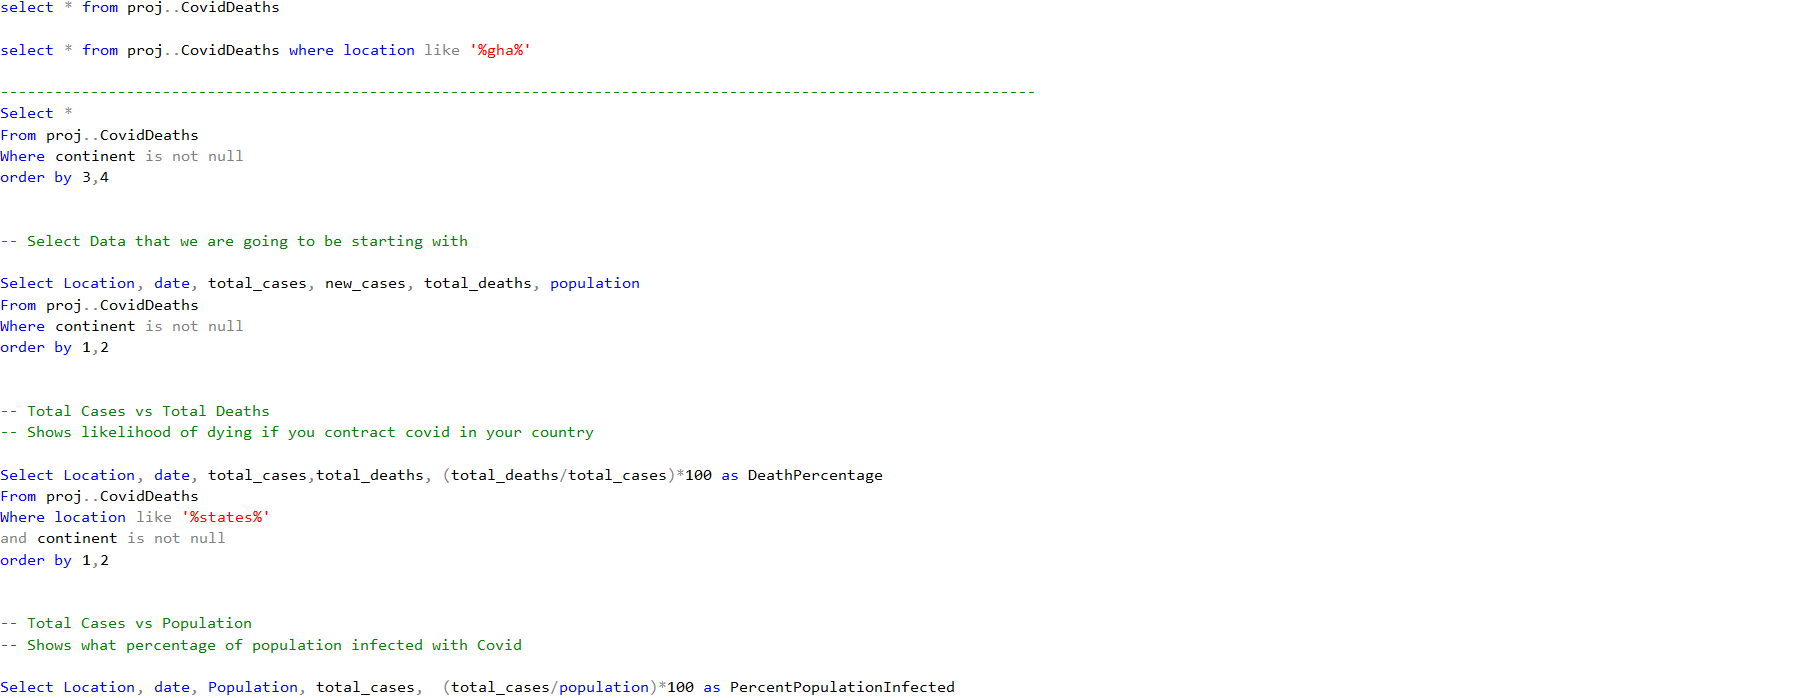 select * from proj..CovidDeaths
select * from proj..CovidDeaths where location like '%gha%'
-------------------------------------------------------------------------------------------------------------------
Select *
From proj..CovidDeaths
Where continent is not null
order by 3,4
-- Select Data that we are going to be starting with
Select Location, date, total_cases, new_cases, total_deaths, population
From proj..CovidDeaths
Where continent is not null
order by 1,2
-- Total Cases vs Total Deaths
-- Shows likelihood of dying if you contract covid in your country
Select Location, date, total_cases,total_deaths, (total_deaths/total_cases)*100 as DeathPercentage
From proj..CovidDeaths
Where location like '%states%'
and continent is not null
order by 1,2
-- Total Cases vs Population
-- Shows what percentage of population infected with Covid
Select Location, date, Population, total_cases,  (total_cases/population)*100 as PercentPopulationInfected